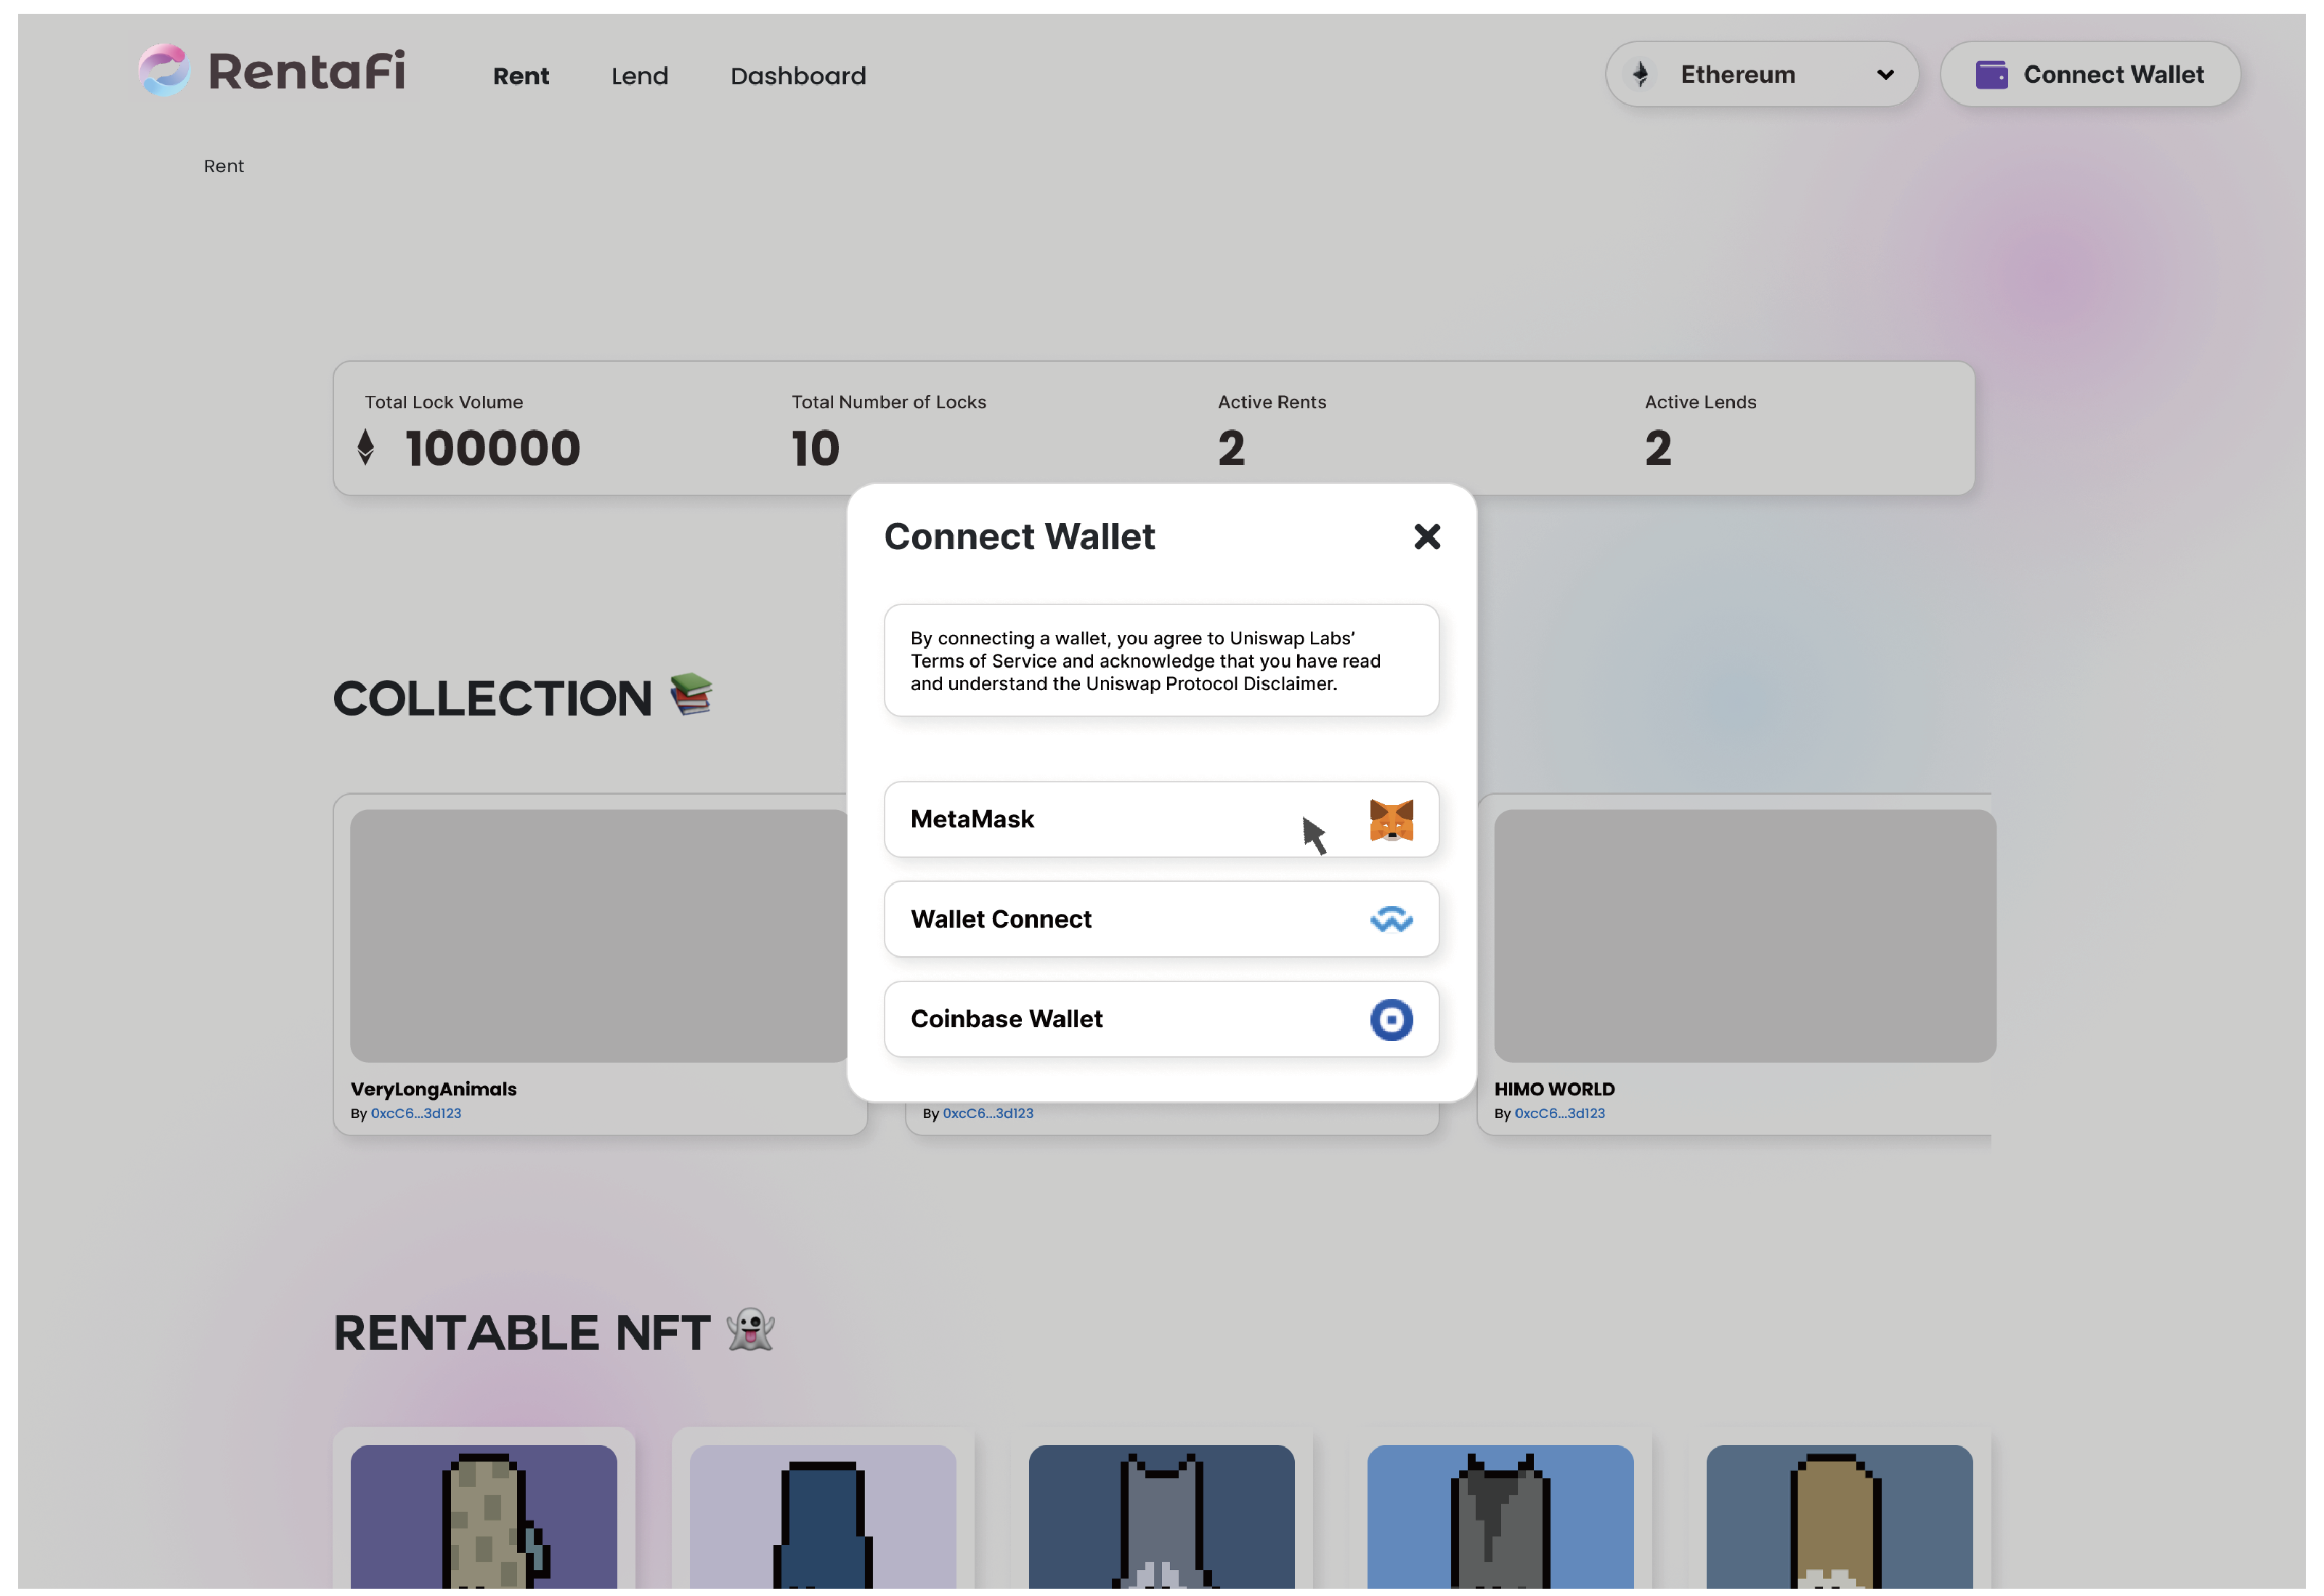 RentaFi
Rent Lend Dashboard
Ethereum
Connect Wallet
Rent
Total Lock Volume
100000
Total Number of Locks
10
Active Rents
2
Active Lends
2
Connect Wallet
By connecting a wallet, you agree to Uniswap Labs’
Terms of Service and acknowledge that you have read
and understand the Uniswap Protocol Disclaimer.
MetaMask
Wallet Connect
Coinbase Wallet
COLLECTION
VeryLongAnimals
By 0xcC6...3d123
By 0xcC6...3d123
HIMO WORLD
By 0xcC6...3d123
RENTABLE NFT